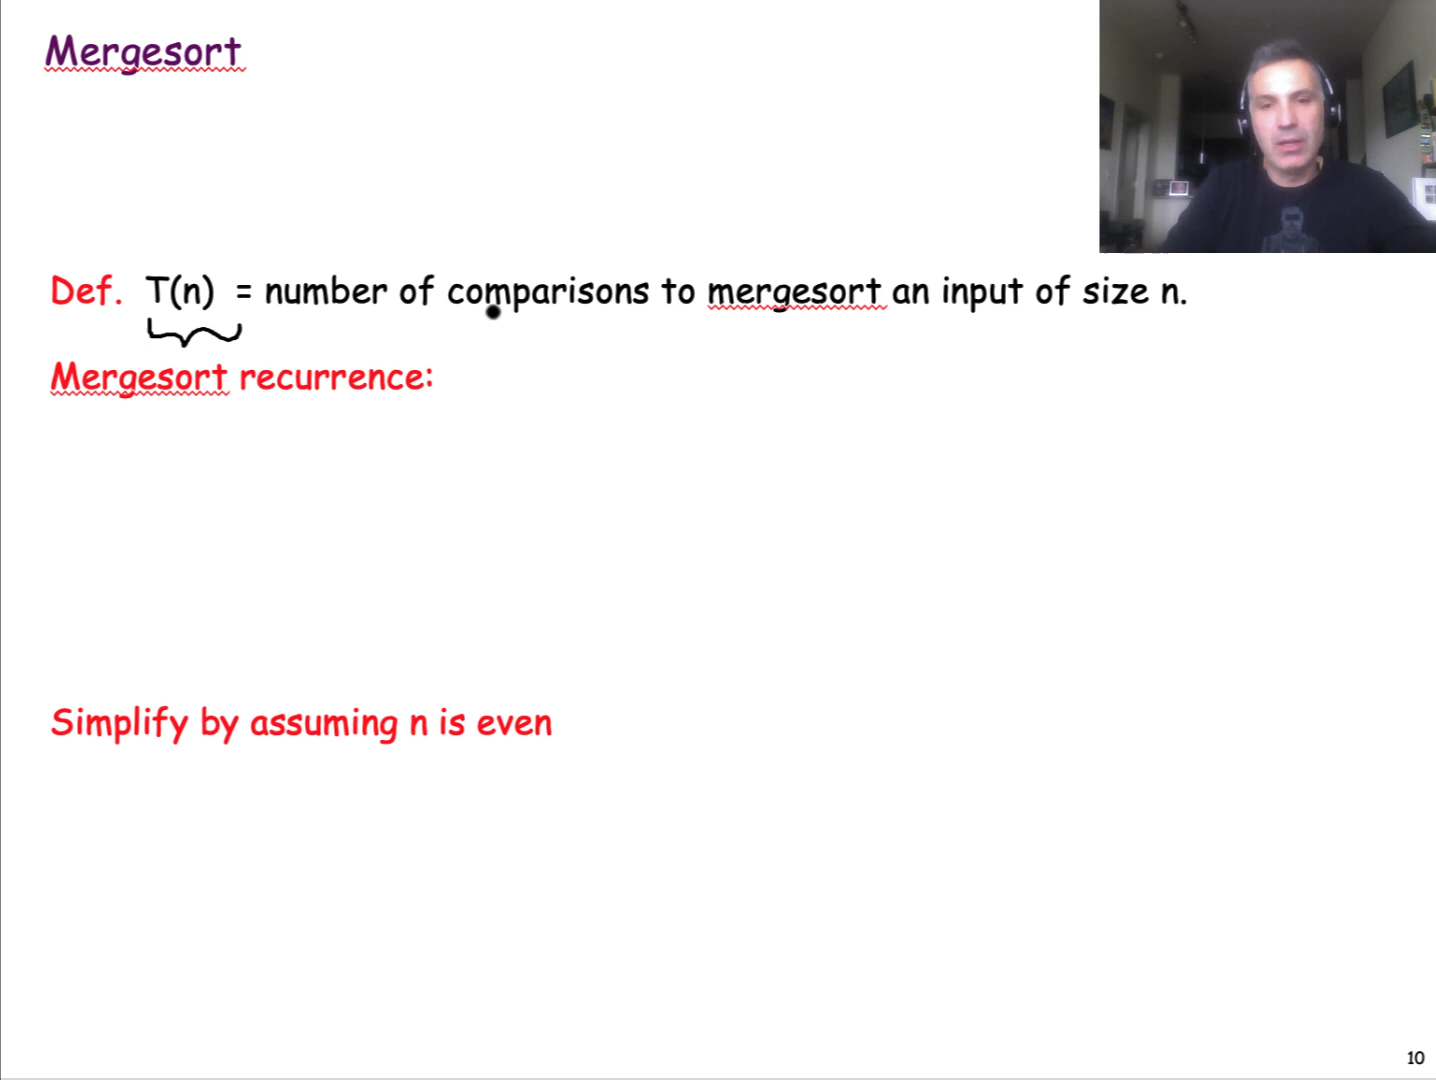 Mergesort
Def. T(n) = number of comparisons to mergesort an input of size n.
Mergesort recurrence:
Simplify by assuming n is even
10